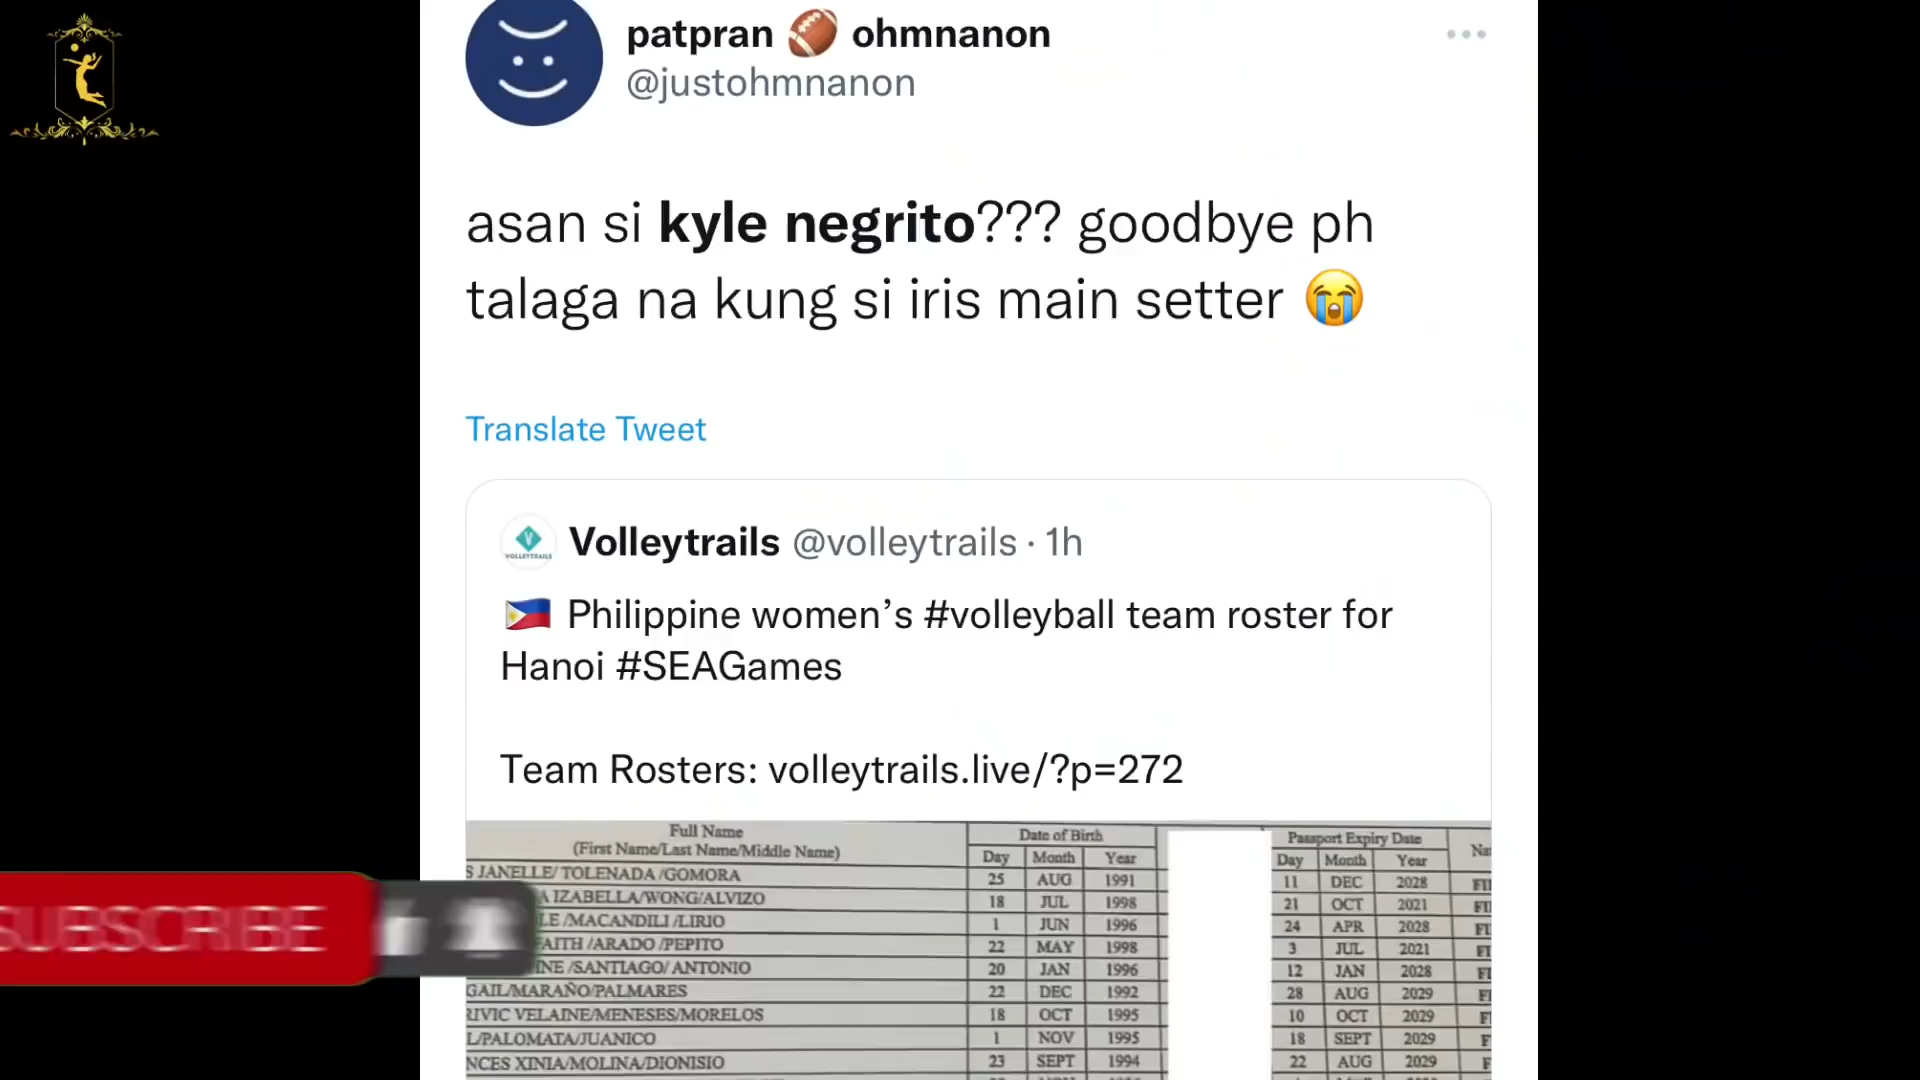 patpran 🏈 ohmnanon
@justohmnanon
asan si kyle negrito??? goodbye ph
talaga na kung si iris main setter 😭
Translate Tweet
Volleytrails @volleytrails · 1h
🇵🇭 Philippine women’s #volleyball team roster for
Hanoi #SEAGames
Team Rosters: volleytrails.live/?p=272
VOLLEYTRAILS
Full Name
(First Name/Last Name/Middle Name)
Date of Birth
Passport Expiry Date
Day Month Year Day Month Year
S JANELLE/ TOLENADA /GOMORA 25 AUG 1991 11 DEC 2028
A IZABELLA/WONG/ALVIZO 18 JUL 1998 21 OCT 2021
LE /MACANDILI /LIRIO 1 JUN 1996 24 APR 2028
FAITH /ARADO /PEPITO 22 MAY 1998 3 JUL 2021
NE /SANTIAGO/ ANTONIO 20 JAN 1996 12 JAN 2028
GAIL/MARAÑO/PALMARES 22 DEC 1992 28 AUG 2029
RIVIC VELAINE/MENESES/MORELOS 18 OCT 1995 10 OCT 2029
L/PALOMATA/JUANICO 1 NOV 1995 18 SEPT 2029
NCES XINIA/MOLINA/DIONISIO 23 SEPT 1994 22 AUG 2029
SUBSCRIBE